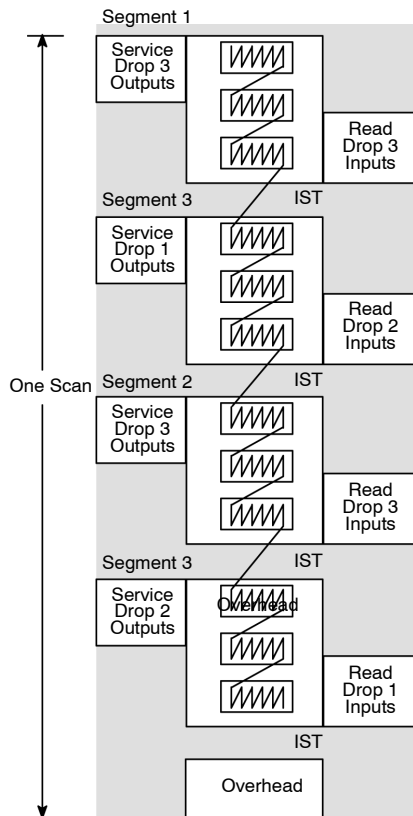 Segment 1
Service
Drop 3
Outputs
Read
Drop 3
Inputs
IST
Segment 3
Service
Drop 1
Outputs
Read
Drop 2
Inputs
IST
One Scan
Segment 2
Service
Drop 3
Outputs
Read
Drop 3
Inputs
IST
Segment 3
Service
Drop 2
Outputs
Overhead
Read
Drop 1
Inputs
IST
Overhead